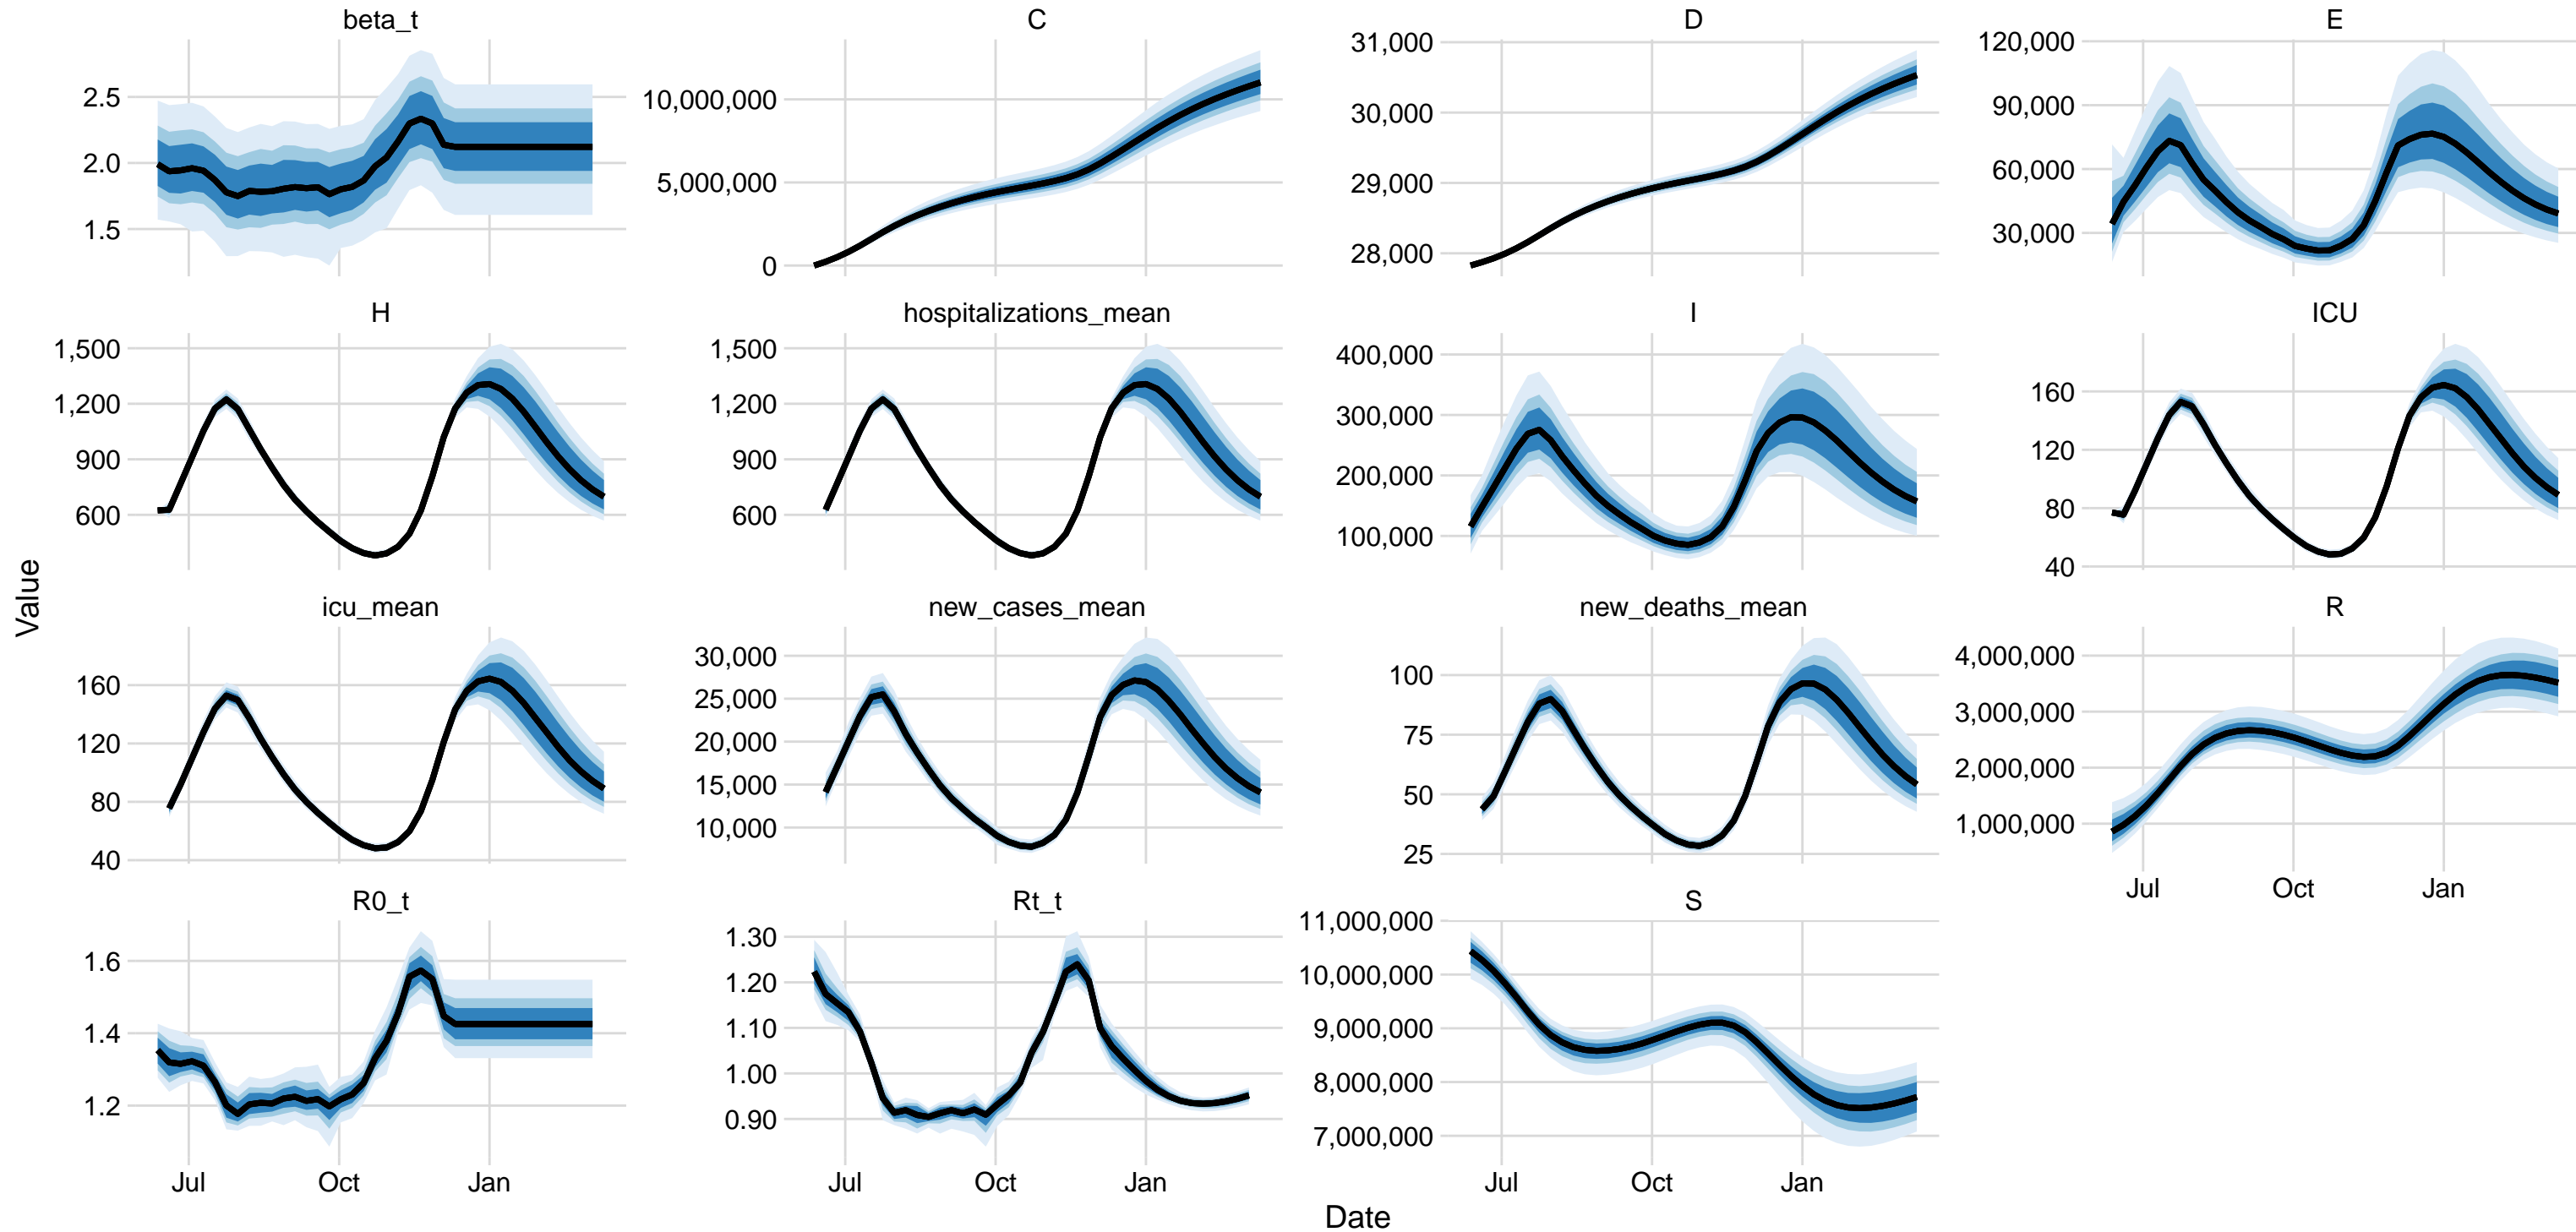 beta_t
C
D
E
2.5
2.0
1.5
10,000,000
5,000,000
0
31,000
30,000
29,000
28,000
120,000
90,000
60,000
30,000
H
hospitalizations_mean
I
ICU
1,500
1,200
900
600
1,500
1,200
900
600
400,000
300,000
200,000
100,000
160
120
80
40
Value
icu_mean
new_cases_mean
new_deaths_mean
R
160
120
80
40
30,000
25,000
20,000
15,000
10,000
100
75
50
25
4,000,000
3,000,000
2,000,000
1,000,000
Jul Oct Jan
R0_t
Rt_t
S
1.6
1.4
1.2
1.30
1.20
1.10
1.00
0.90
11,000,000
10,000,000
9,000,000
8,000,000
7,000,000
Jul Oct Jan
Jul Oct Jan
Jul Oct Jan
Date